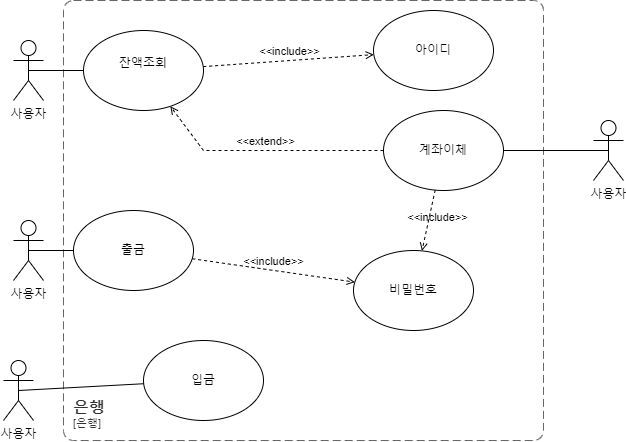 잔액조회
<<include>>
아이디
사용자
<<extend>>
계좌이체
사용자
<<include>>
출금
<<include>>
사용자
비밀번호
입금
은행
[은행]
사용자